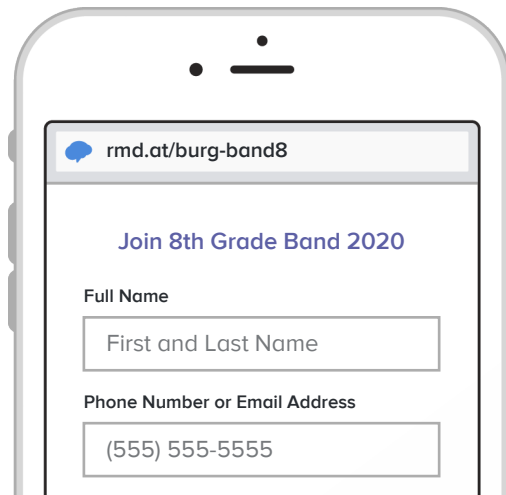 rmd.at/burg-band8
Join 8th Grade Band 2020
Full Name
First and Last Name
Phone Number or Email Address
(555) 555-5555